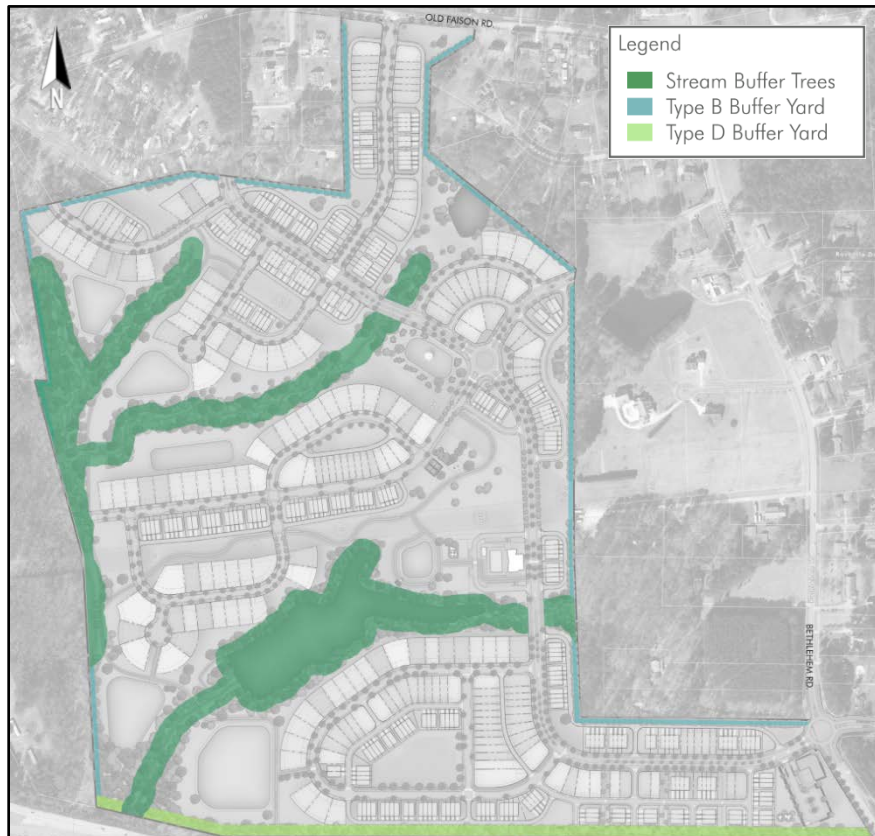 OLD FAISON RD.
Legend
Stream Buffer Trees
Type B Buffer Yard
Type D Buffer Yard
N
BETHLEHEM RD.